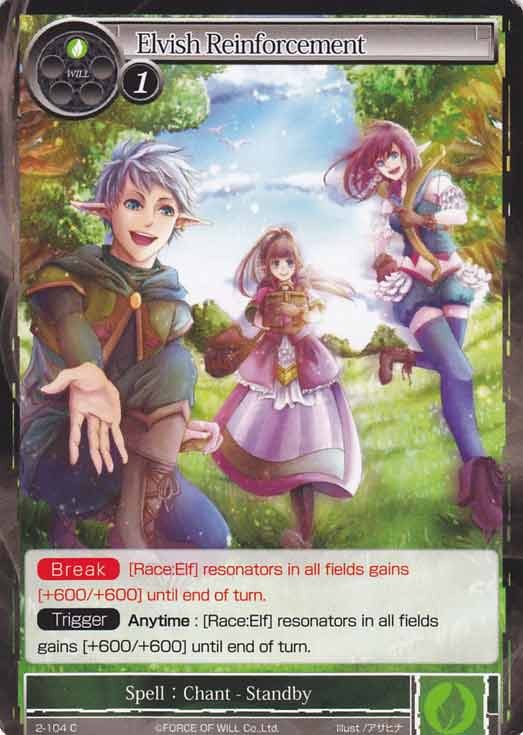 Elvish Reinforcement
WILL
1
Break [Race:Elf] resonators in all fields gains
[+600/+600] until end of turn.
Trigger Anytime : [Race:Elf] resonators in all fields
gains [+600/+600] until end of turn.
Spell : Chant - Standby
2-104 C ©FORCE OF WILL Co.,Ltd. Illust /アサヒナ